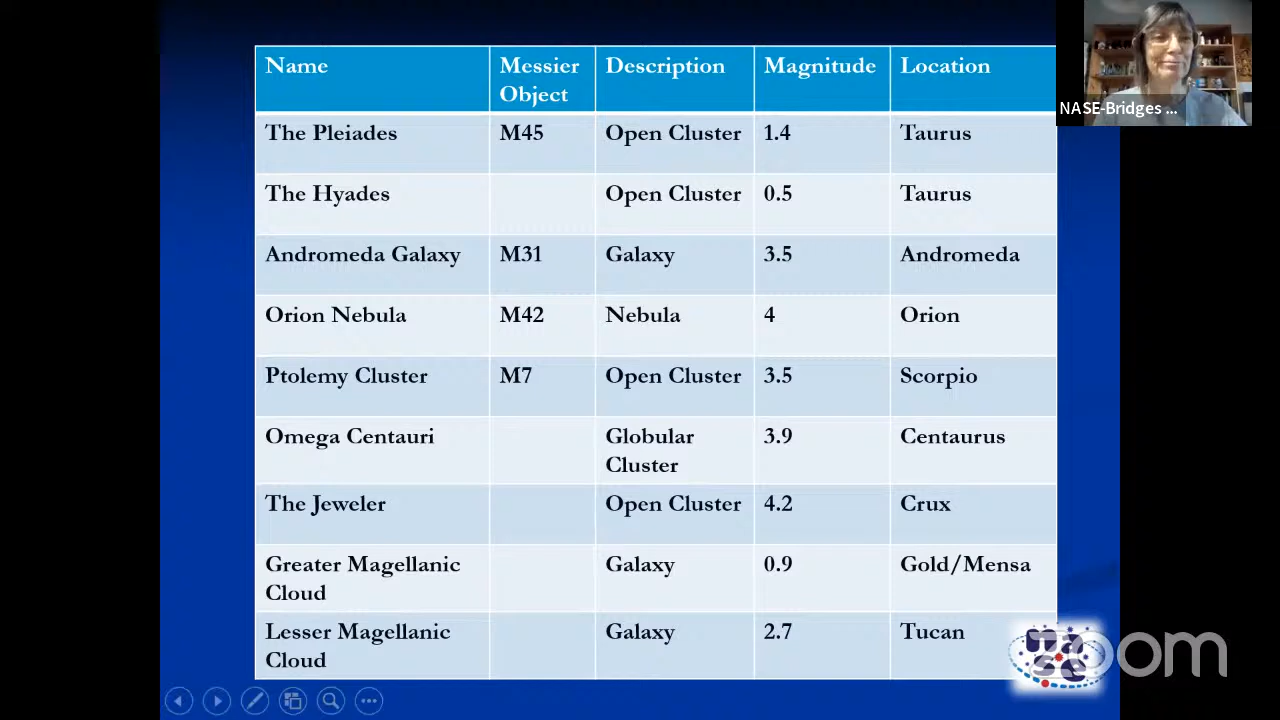 Name Messier Description Magnitude Location
Object
The Pleiades M45 Open Cluster 1.4 Taurus
The Hyades Open Cluster 0.5 Taurus
Andromeda Galaxy M31 Galaxy 3.5 Andromeda
Orion Nebula M42 Nebula 4 Orion
Ptolemy Cluster M7 Open Cluster 3.5 Scorpio
Omega Centauri Globular 3.9 Centaurus
Cluster
The Jeweler Open Cluster 4.2 Crux
Greater Magellanic Galaxy 0.9 Gold/Mensa
Cloud
Lesser Magellanic Galaxy 2.7 Tucan
Cloud
NASE-Bridges ...
nase
zoom